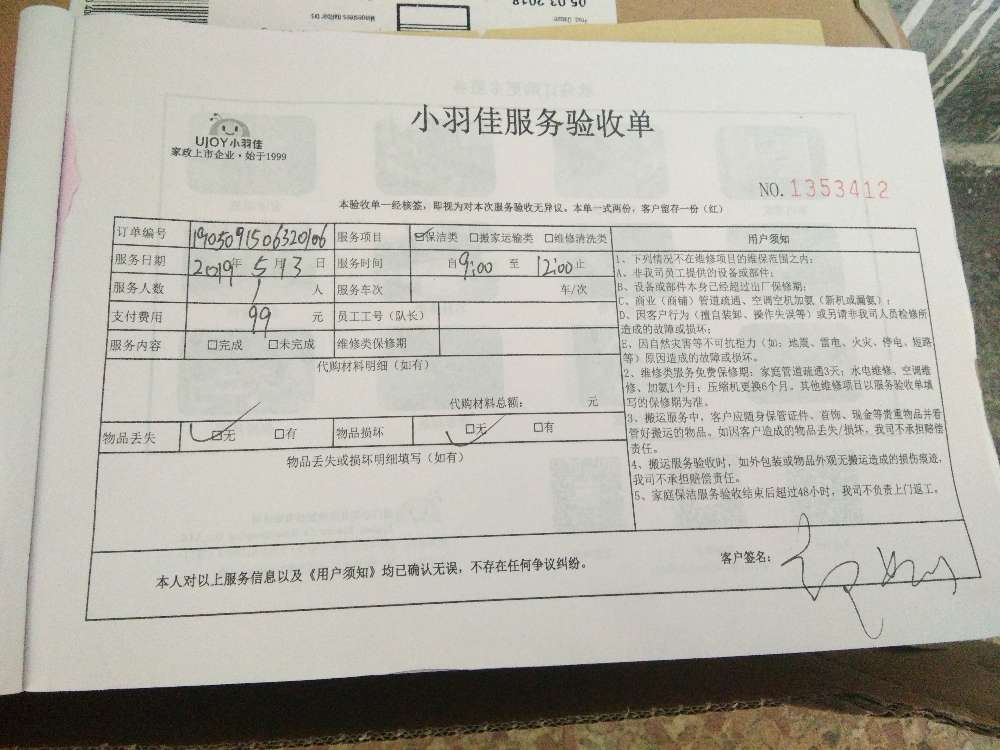 05.03.2018
小羽佳服务验收单
UJOY小羽佳
家政上市企业·始于1999
NO.1353412
本验收单一经核签，即视为对本次服务验收无异议。本单一式两份，客户留存一份（红）
订单编号 1905091506320106 服务项目 ☑保洁类 □搬家运输类 □维修清洗类
服务日期 2019年 5月13日 服务时间 自9:00 至 12:00止
服务人数 1 人 服务车次 车/次
支付费用 99 元 员工工号（队长）
服务内容 □完成 □未完成 维修类保修期
代购材料明细（如有）
代购材料总额： 元
物品丢失 ☑无 □有 物品损坏 ☑无 □有
物品丢失或损坏明细填写（如有）
用户须知
1、下列情况不在维修项目的维保范围之内：
A、非我司员工提供的设备或部件；
B、设备或部件本身已经超过出厂保修期；
C、商业（商铺）管道疏通、空调空机加氨（新机或漏氨）；
D、因客户行为（擅自装卸、操作失误等）或另请非我司人员检修所
造成的故障或损坏；
E、因自然灾害等不可抗拒力（如：地震、雷电、火灾、停电、短路
等）原因造成的故障或损坏。
2、维修类服务免费保修期：家庭管道疏通3天；水电维修、空调维
修、加氨1个月；压缩机更换6个月。其他维修项目以服务验收单填
写的保修期为准。
3、搬运服务中，客户应随身保管证件、首饰、现金等贵重物品并看
管好搬运的物品。如因客户造成的物品丢失/损坏，我司不承担赔偿
责任。
4、搬运服务验收时，如外包装或物品外观无搬运造成的损伤痕迹，
我司不承担赔偿责任。
5、家庭保洁服务验收结束后超过48小时，我司不负责上门返工。
本人对以上服务信息以及《用户须知》均已确认无误，不存在任何争议纠纷。
客户签名：